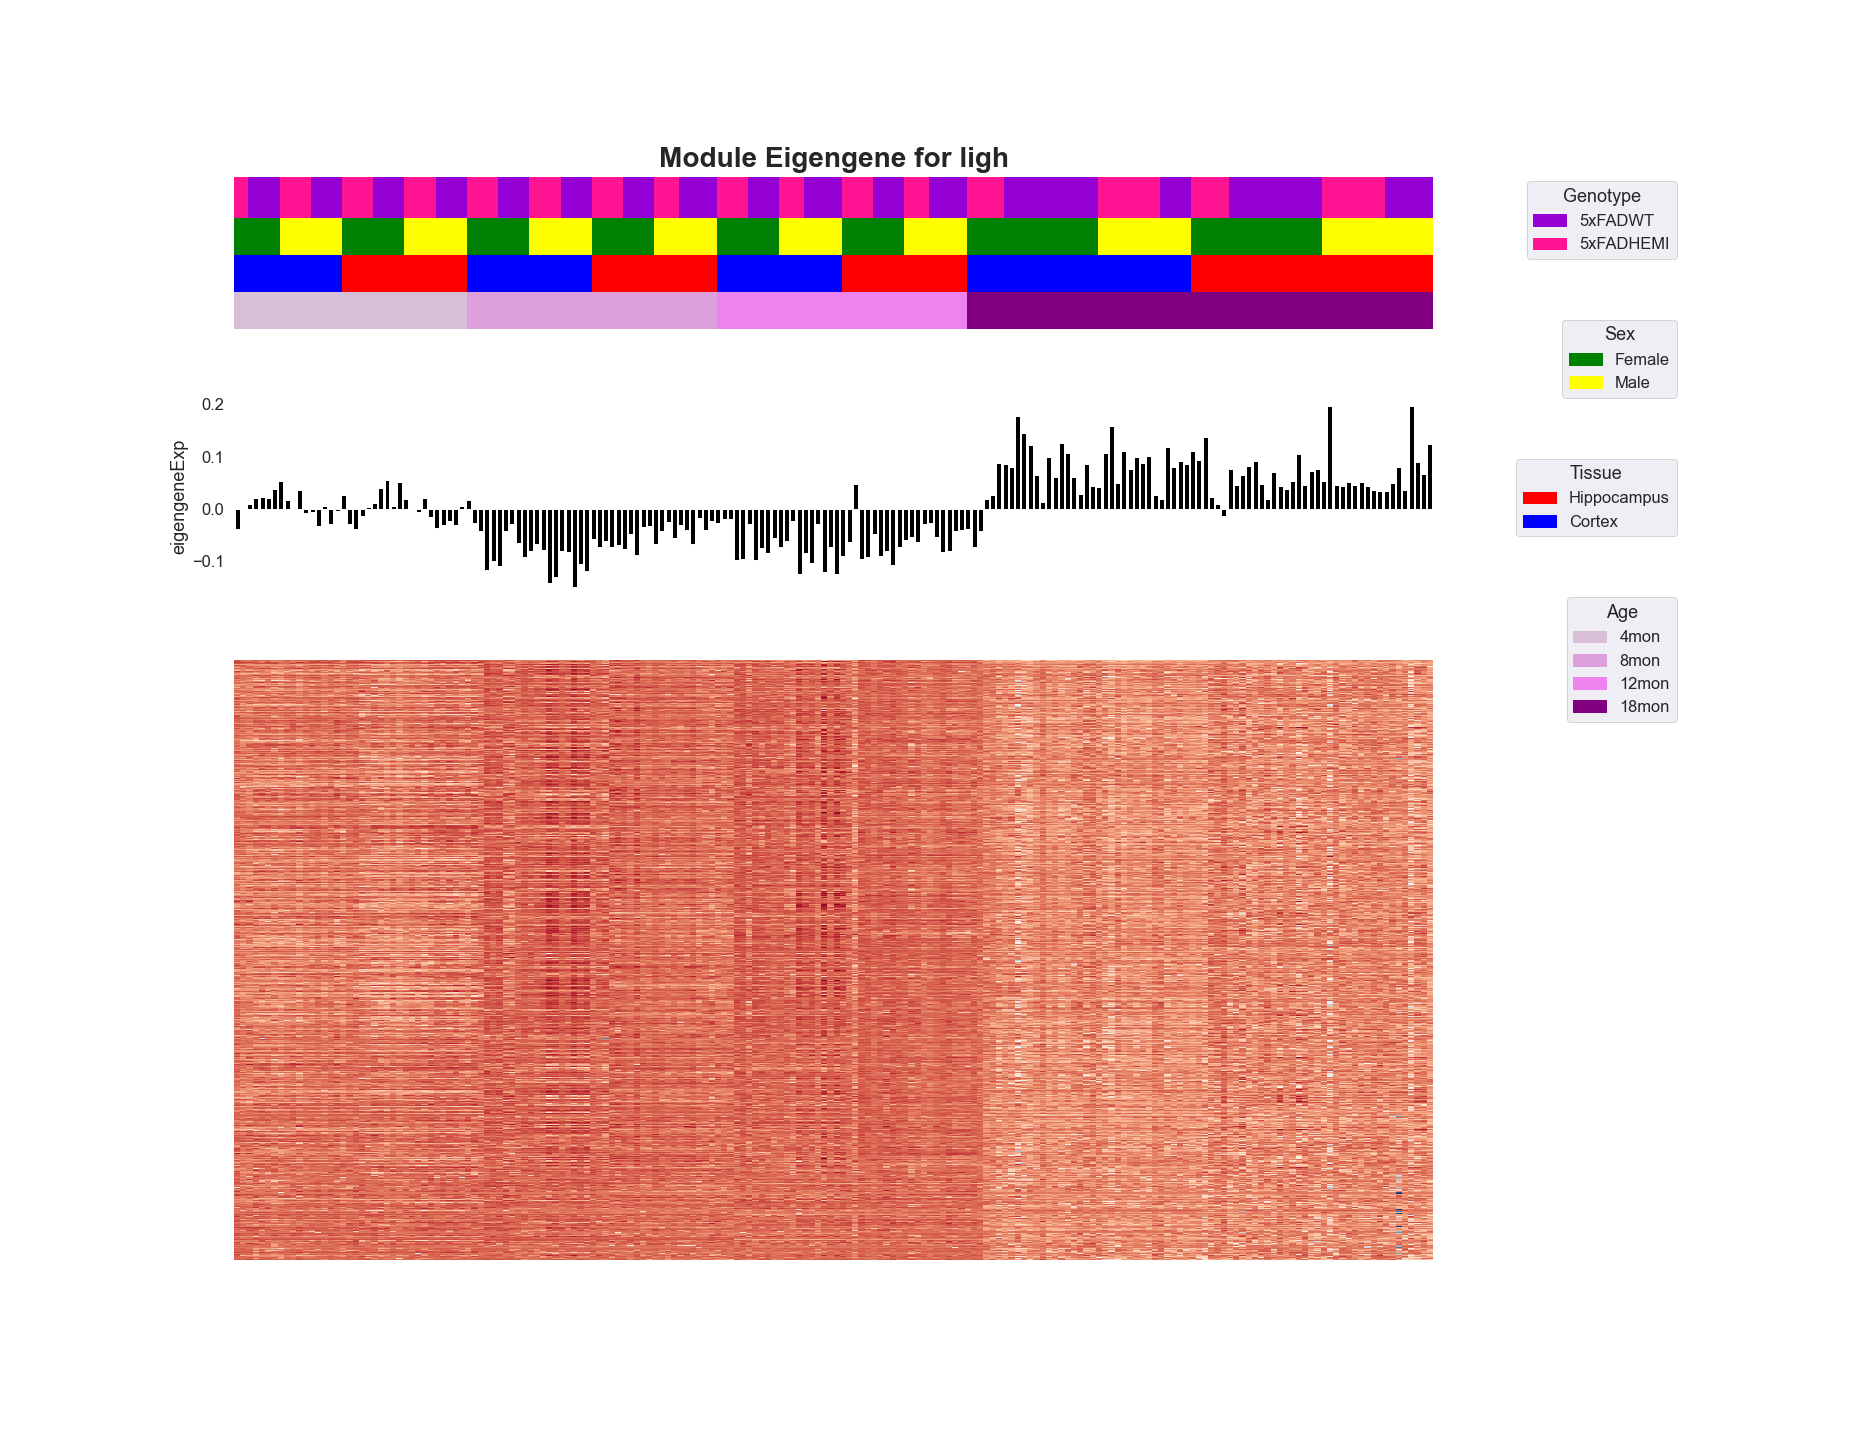 Module Eigengene for ligh
Genotype
5xFADWT
5xFADHEMI
Sex
Female
Male
Tissue
Hippocampus
Cortex
Age
4mon
8mon
12mon
18mon
eigengeneExp
0.2
0.1
0.0
−0.1